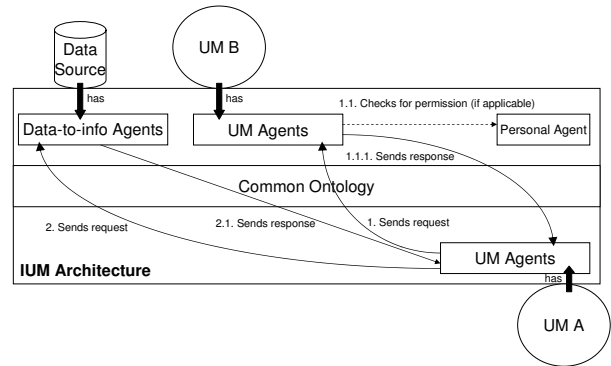 Data
Source
UM B
has
has
1.1. Checks for permission (if applicable)
Data-to-info Agents
UM Agents
Personal Agent
1.1.1. Sends response
Common Ontology
2. Sends request
2.1. Sends response
1. Sends request
UM Agents
IUM Architecture
has
UM A